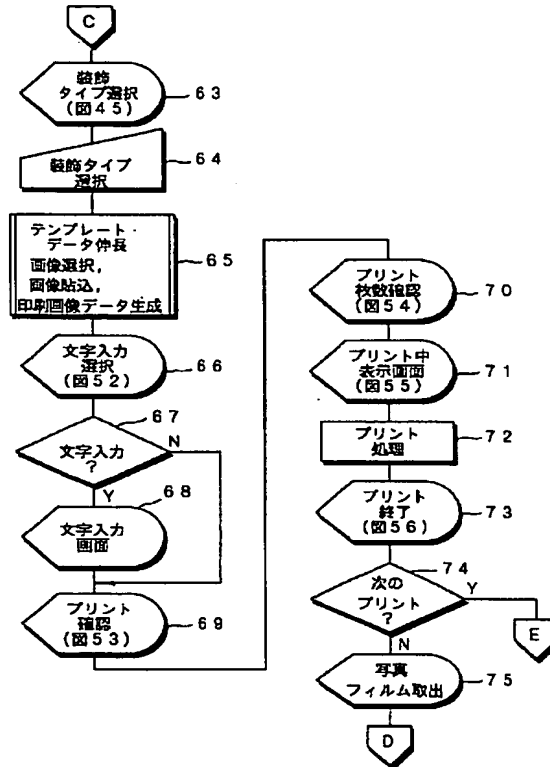 C
装飾
タイプ選択
(図45)
63
装飾タイプ
選択
64
テンプレート・
データ伸長
画像選択,
画像貼込,
印刷画像データ生成
65
文字入力
選択
(図52)
66
文字入力
?
67
N
Y
文字入力
画面
68
プリント
確認
(図53)
69
プリント
枚数確認
(図54)
70
プリント中
表示画面
(図55)
71
プリント
処理
72
プリント
終了
(図56)
73
次の
プリント
?
74
Y
E
N
写真
フィルム取出
75
D